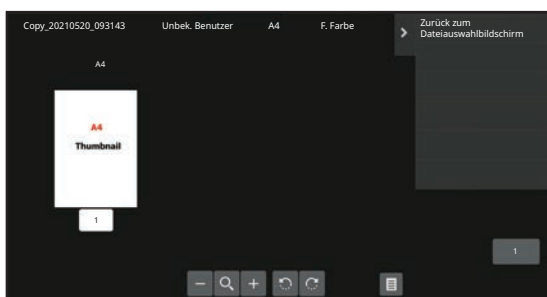 Copy_20210520_093143 Unbek. Benutzer A4 F. Farbe
Zurück zum
Dateiauswahlbildschirm
A4
A4
Thumbnail
1
1